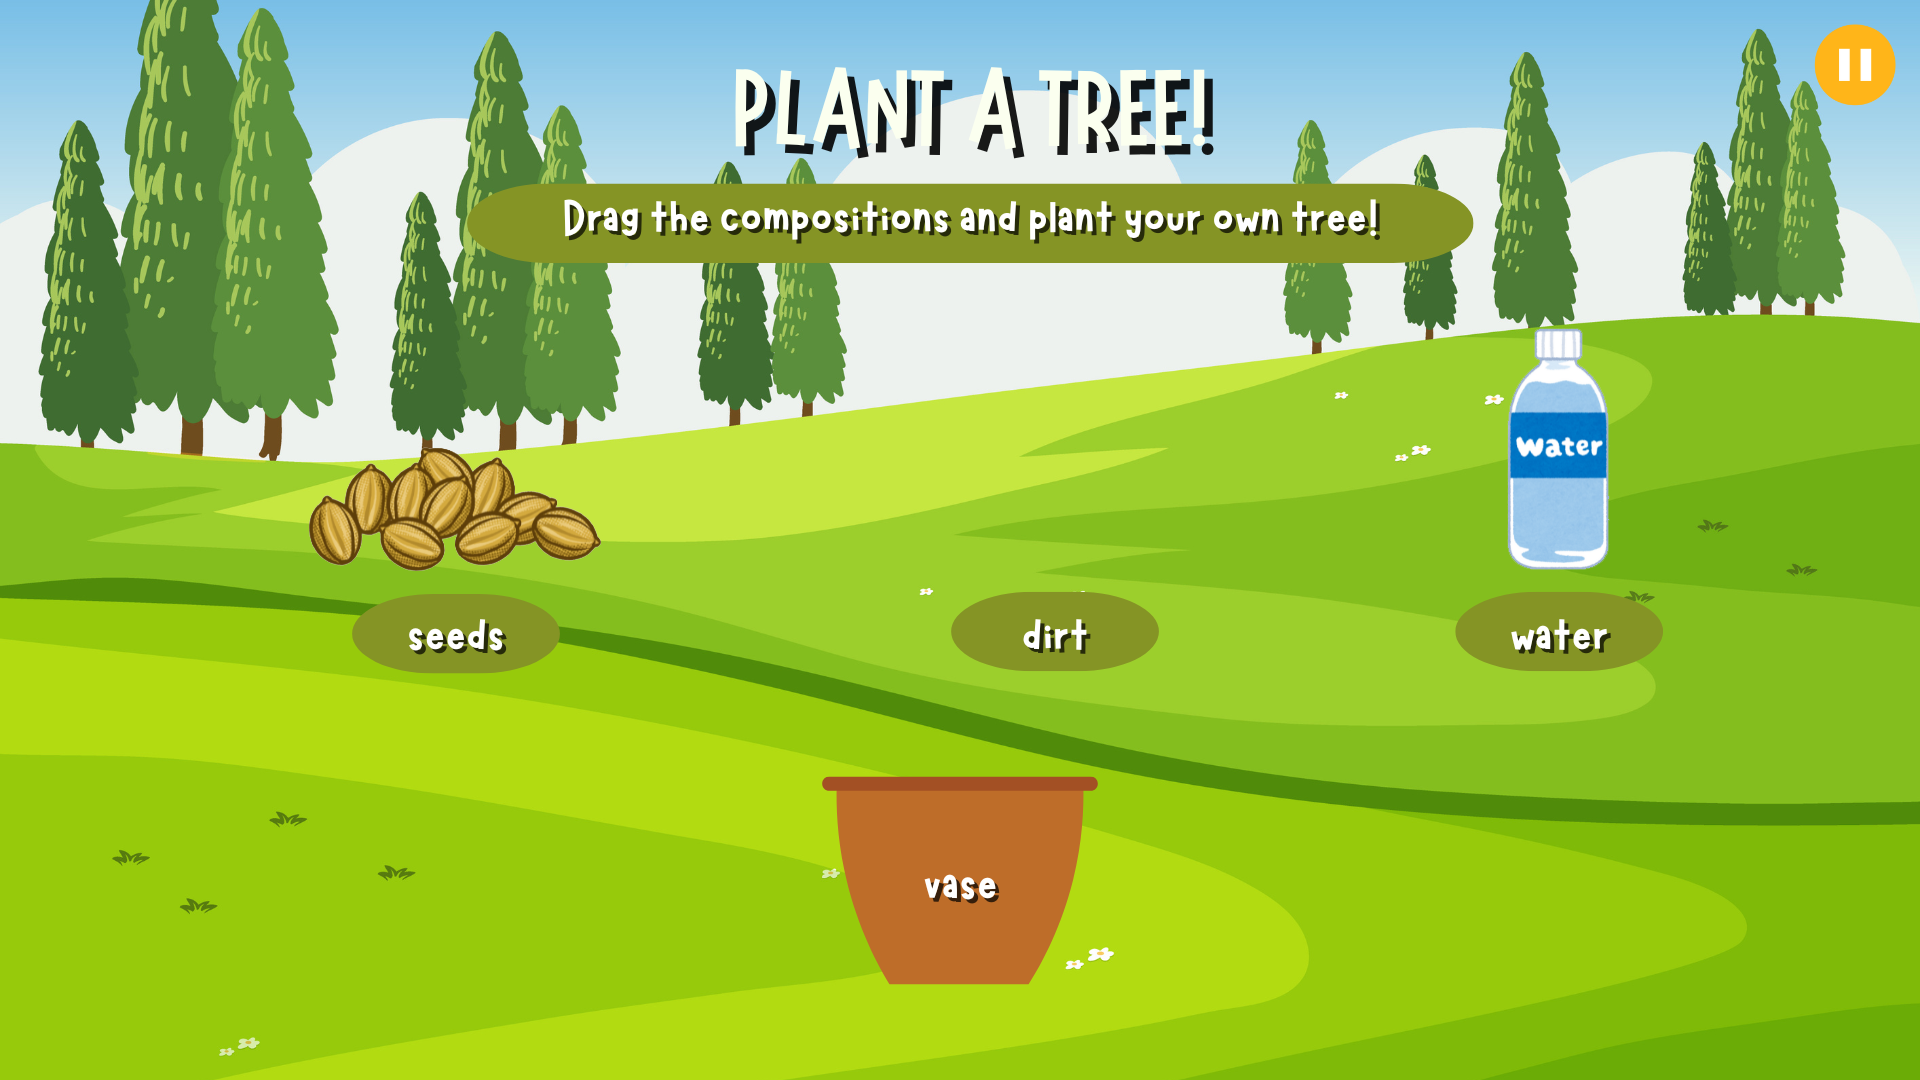 PLANT A TREE!
Drag the compositions and plant your own tree!
Water
seeds
dirt
water
vase